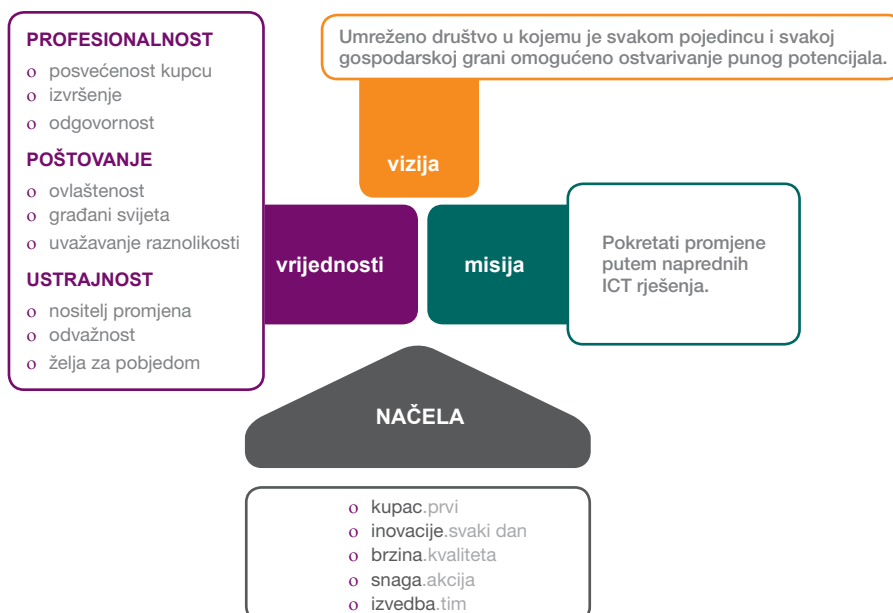 PROFESIONALNOST
o posvećenost kupcu
o izvršenje
o odgovornost
POŠTOVANJE
o ovlaštenost
o građani svijeta
o uvažavanje raznolikosti
USTRAJNOST
o nositelj promjena
o odvažnost
o želja za pobjedom
Umreženo društvo u kojemu je svakom pojedincu i svakoj
gospodarskoj grani omogućeno ostvarivanje punog potencijala.
vizija
vrijednosti
misija
Pokretati promjene
putem naprednih
ICT rješenja.
NAČELA
o kupac.prvi
o inovacije.svaki dan
o brzina.kvaliteta
o snaga.akcija
o izvedba.tim